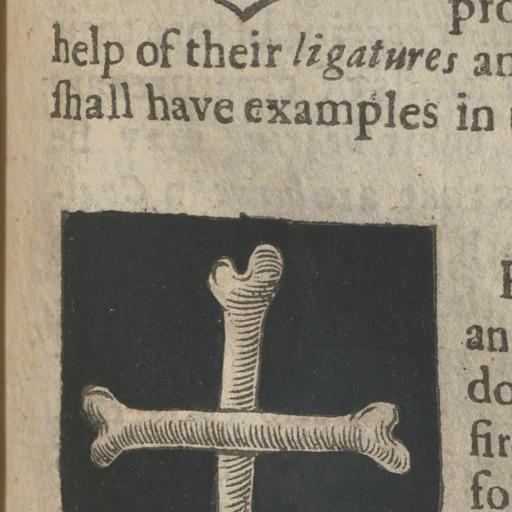 pro
help of their ligatures an
ſhall have examples in
an
do
fir
fo